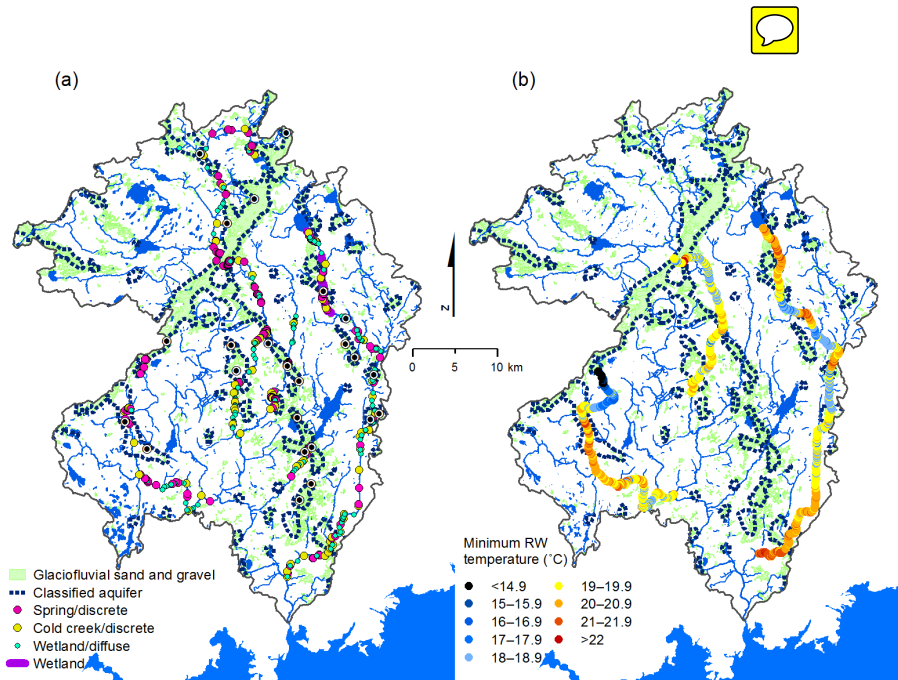 (a)
(b)
N
0 5 10 km
Glaciofluvial sand and gravel
Classified aquifer
Spring/discrete
Cold creek/discrete
Wetland/diffuse
Wetland
Minimum RW
temperature (°C)
<14.9
15–15.9
16–16.9
17–17.9
18–18.9
19–19.9
20–20.9
21–21.9
>22